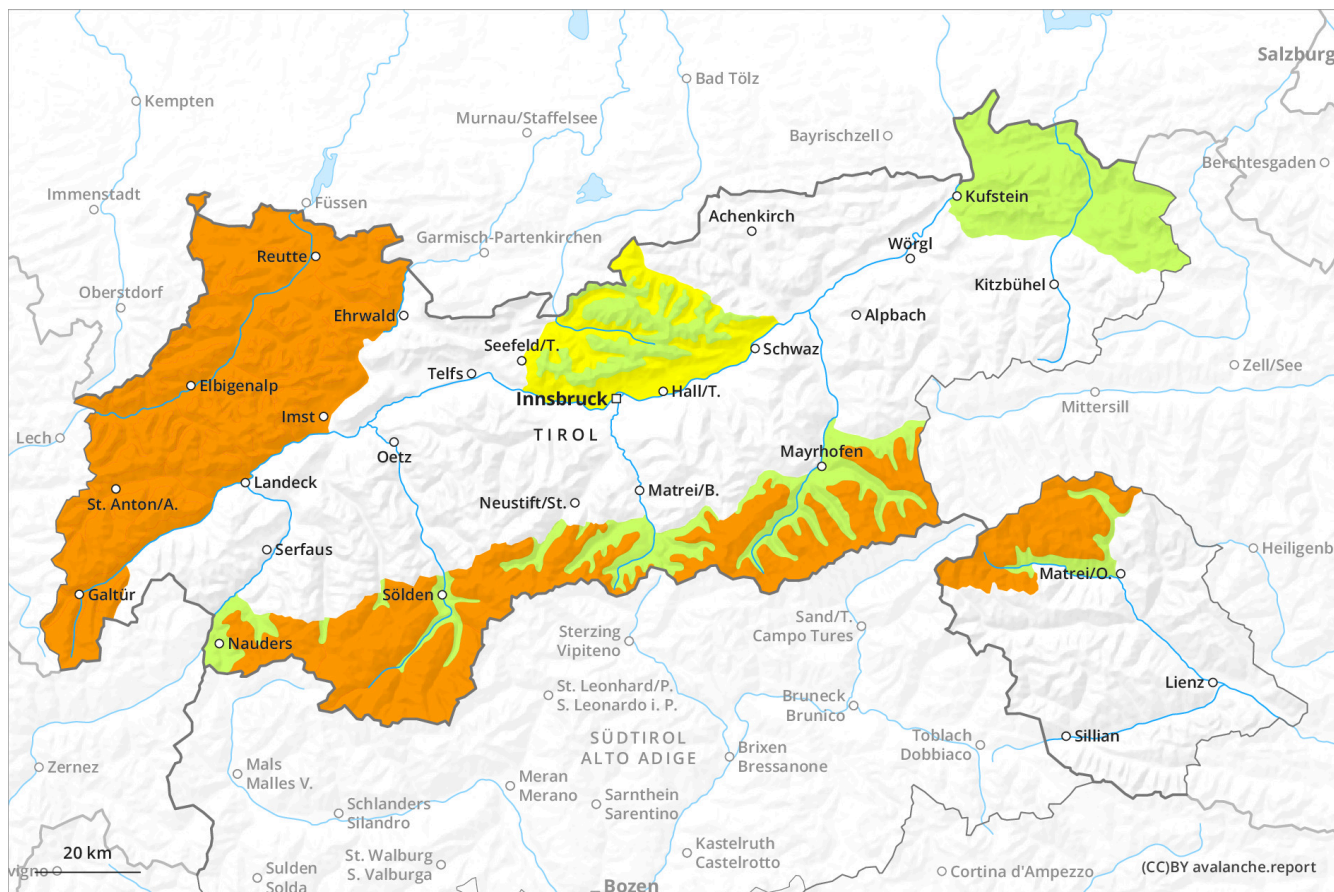 Salzburg
Bad Tölz
Kempten
Murnau/Staffelsee
Bayrischzell
Berchtesgaden
Immenstadt
Füssen
Kufstein
Achenkirch
Garmisch-Partenkirchen
Wörgl
Reutte
Oberstdorf
Kitzbühel
Ehrwald
Alpbach
Seefeld/T.
Schwaz
Telfs
Zell/See
Elbigenalp
Innsbruck
Hall/T.
Mittersill
Imst
TIROL
Lech
Oetz
Mayrhofen
Landeck
St. Anton/A.
Neustift/St.
Matrei/B.
Serfaus
Heiligenb
Matrei/O.
Galtür
Sölden
Sand/T.
Campo Tures
Sterzing
Vipiteno
Nauders
Lienz
St. Leonhard/P.
S. Leonardo i. P.
Bruneck
Brunico
Sillian
SÜDTIROL
ALTO ADIGE
Toblach
Dobbiaco
Brixen
Bressanone
Zernez
Mals
Malles V.
Meran
Merano
Sarnthein
Sarentino
Schlanders
Silandro
Kastelruth
Castelrotto
20 km
St. Walburg
S. Valburga
vigno
Sulden
Solda
Cortina d'Ampezzo
(CC)BY avalanche.report
Bozen